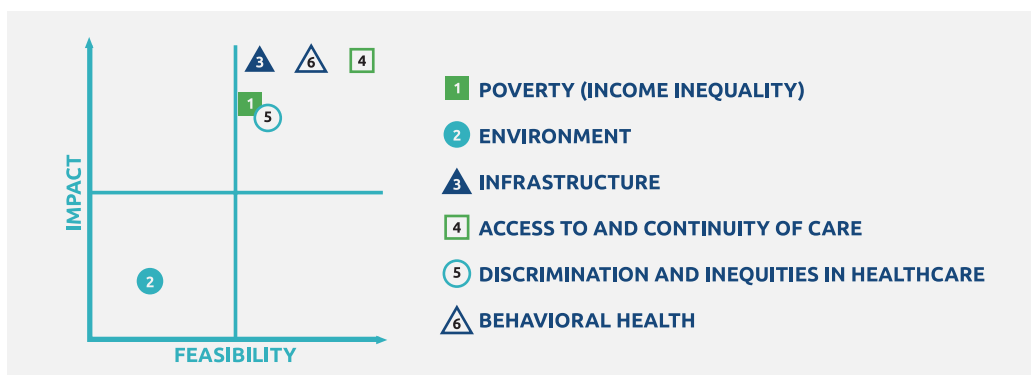 3 6 4
1
5
2
IMPACT
FEASIBILITY
1 POVERTY (INCOME INEQUALITY)
2 ENVIRONMENT
3 INFRASTRUCTURE
4 ACCESS TO AND CONTINUITY OF CARE
5 DISCRIMINATION AND INEQUITIES IN HEALTHCARE
6 BEHAVIORAL HEALTH